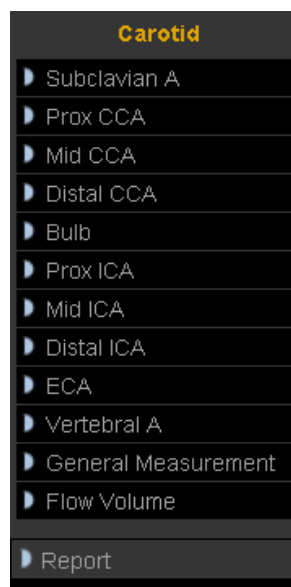 Carotid
Subclavian A
Prox CCA
Mid CCA
Distal CCA
Bulb
Prox ICA
Mid ICA
Distal ICA
ECA
Vertebral A
General Measurement
Flow Volume
Report